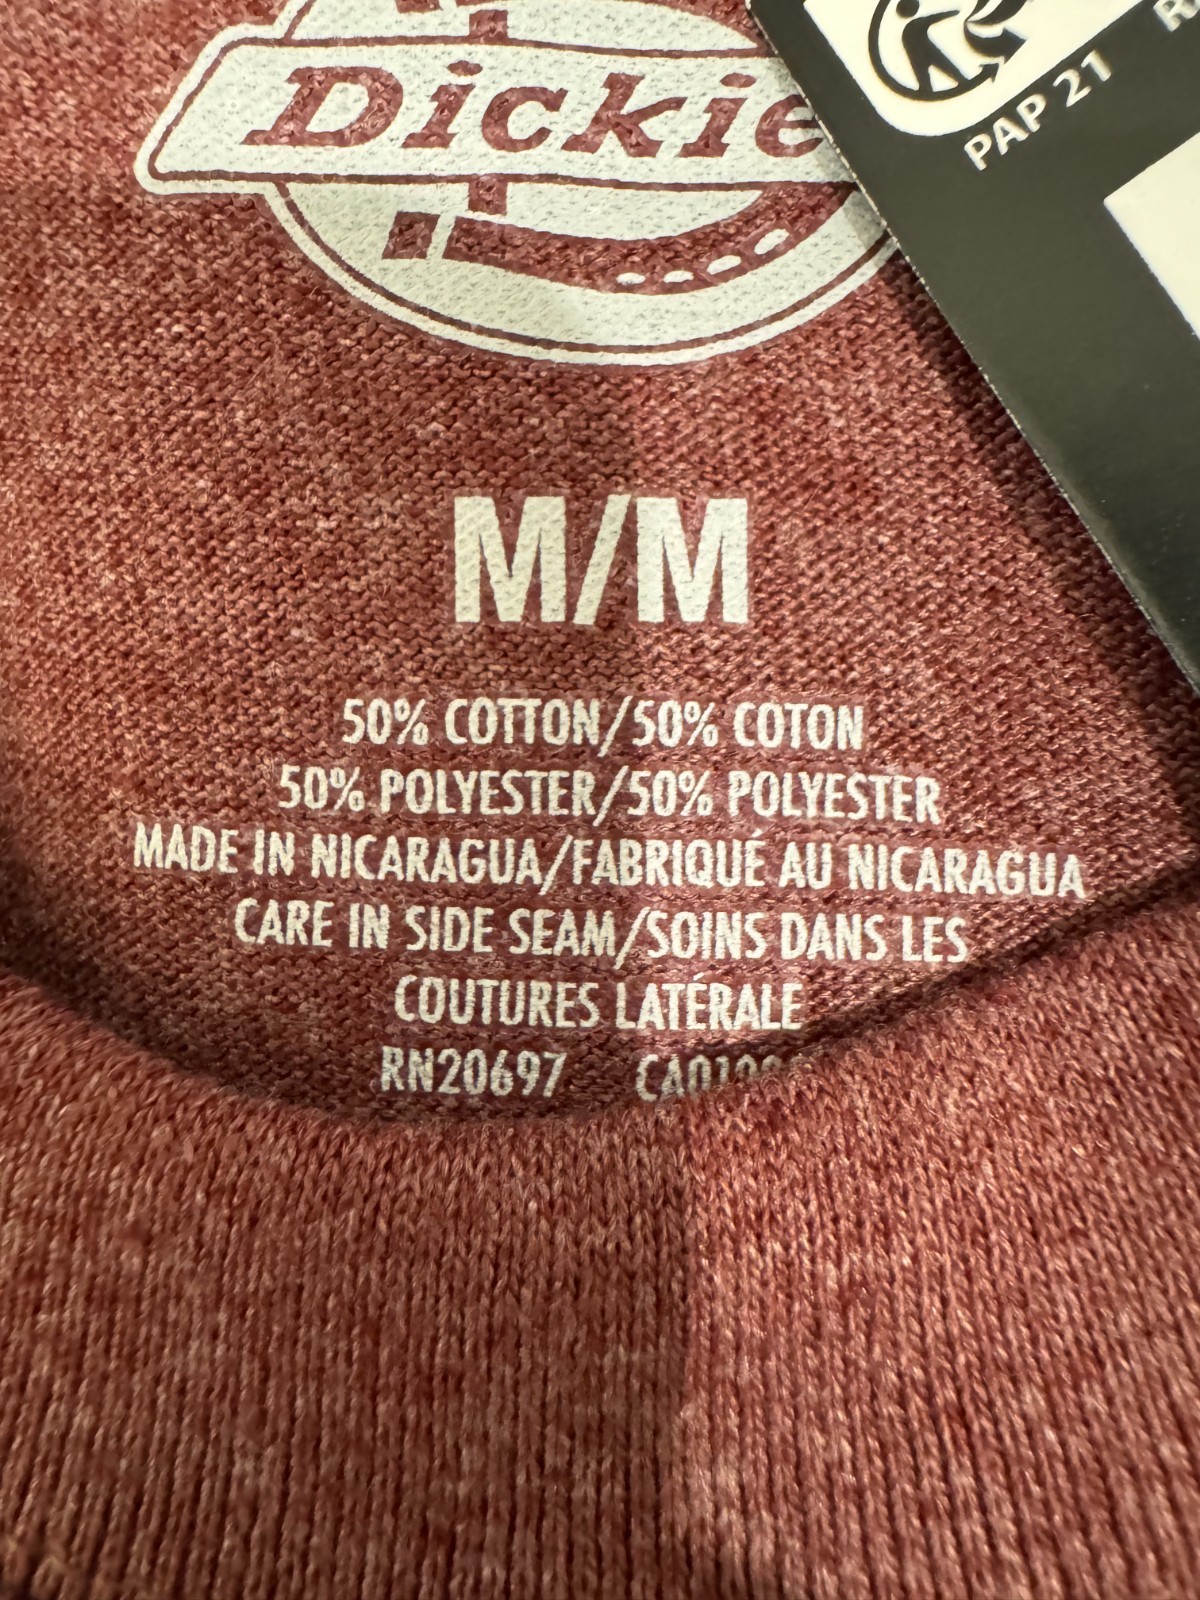 Dickie
PAP 21
M/M
50% COTTON/50% COTON
50% POLYESTER/50% POLYESTER
MADE IN NICARAGUA/FABRIQUÉ AU NICARAGUA
CARE IN SIDE SEAM/SOINS DANS LES
COUTURES LATÉRALE
RN20697